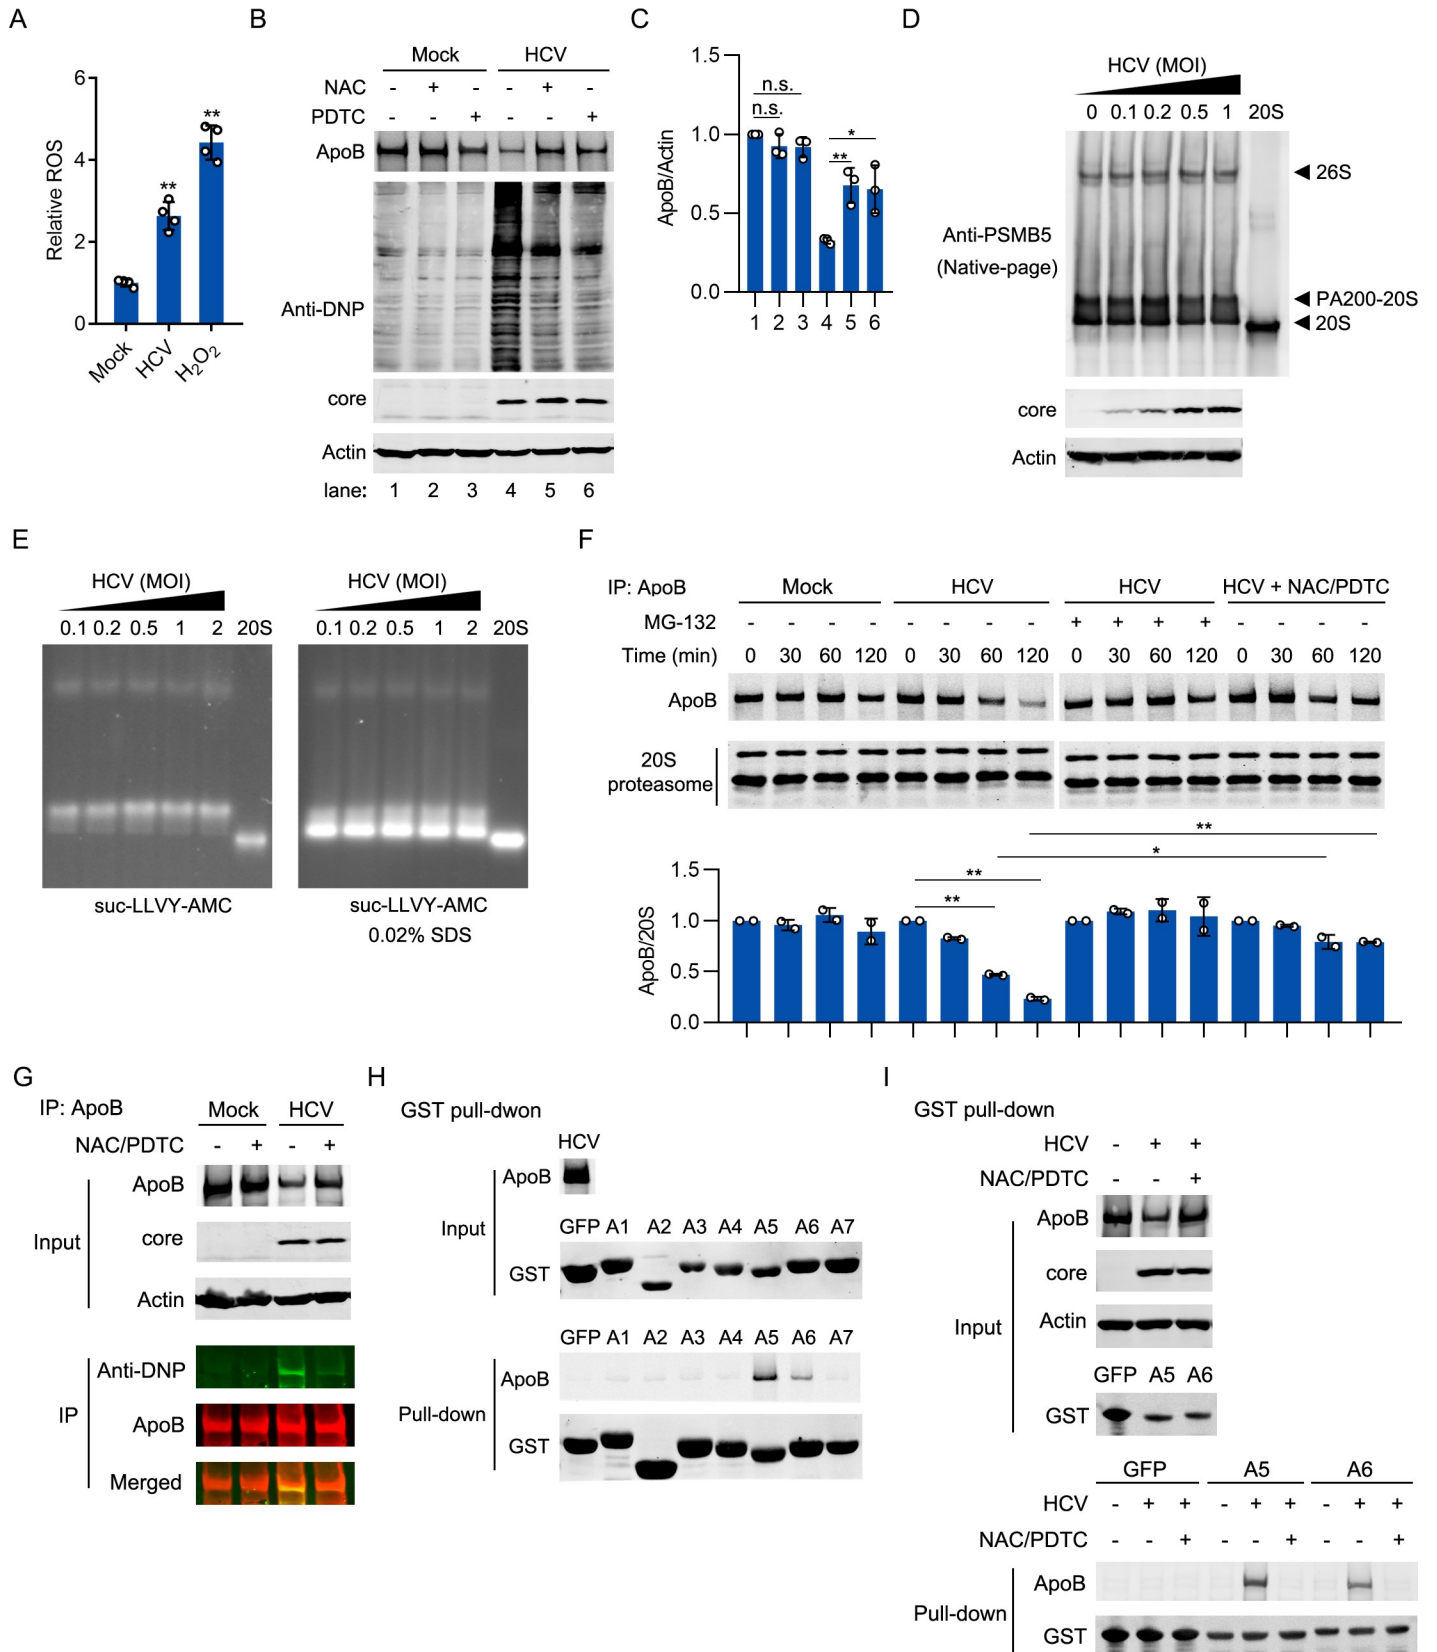 A
6
4
2
0
Relative ROS
**
**
Mock
HCV
H2O2
B
Mock HCV
NAC - + - - + -
PDTC - - + - - +
ApoB
Anti-DNP
core
Actin
lane: 1 2 3 4 5 6
C
1.5
1.0
0.5
0.0
ApoB/Actin
n.s.
n.s.
*
**
1 2 3 4 5 6
D
HCV (MOI)
0 0.1 0.2 0.5 1 20S
26S
Anti-PSMB5
(Native-page)
PA200-20S
20S
core
Actin
E
HCV (MOI)
0.1 0.2 0.5 1 2 20S
suc-LLVY-AMC
HCV (MOI)
0.1 0.2 0.5 1 2 20S
suc-LLVY-AMC
0.02% SDS
F
IP: ApoB Mock HCV HCV HCV + NAC/PDTC
MG-132 - - - - - - - - + + + + - - - -
Time (min) 0 30 60 120 0 30 60 120 0 30 60 120 0 30 60 120
ApoB
20S
proteasome
**
*
**
**
1.5
1.0
0.5
0.0
ApoB/20S
G
IP: ApoB Mock HCV
NAC/PDTC - + - +
Input
ApoB
core
Actin
IP
Anti-DNP
ApoB
Merged
H
GST pull-dwon
HCV
Input
ApoB
GFP A1 A2 A3 A4 A5 A6 A7
GST
GFP A1 A2 A3 A4 A5 A6 A7
Pull-down
ApoB
GST
I
GST pull-down
HCV - + +
NAC/PDTC - - +
Input
ApoB
core
Actin
GFP A5 A6
GST
GFP A5 A6
HCV - + + - + + - + +
NAC/PDTC - - + - - + - - +
Pull-down
ApoB
GST